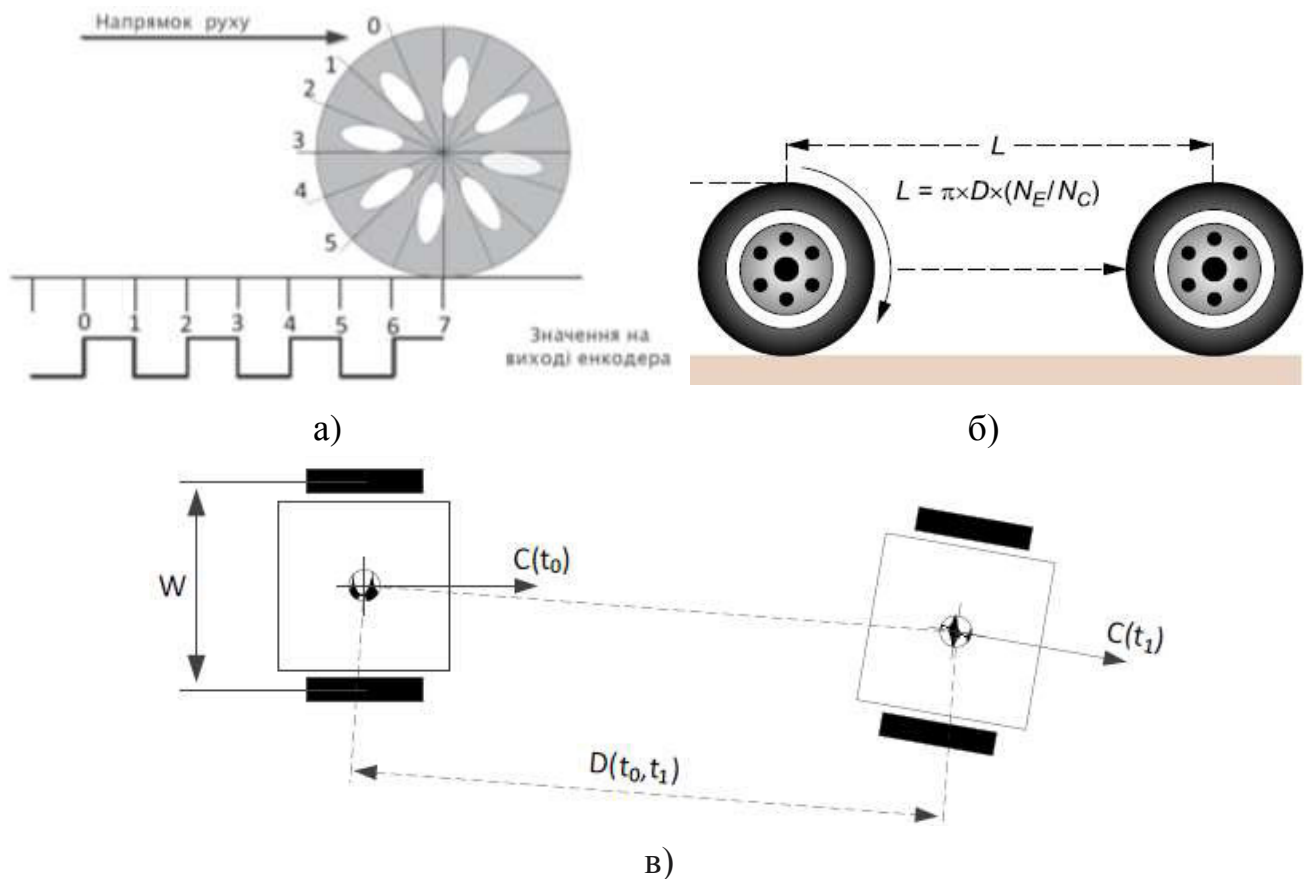 Напрямок руху
0
1
2
3
4
5
0 1 2 3 4 5 6 7
Значення на
виході енкодера
а)
L
L = π×D×(N_E/N_C)
б)
W
C(t₀)
C(t₁)
D(t₀,t₁)
в)